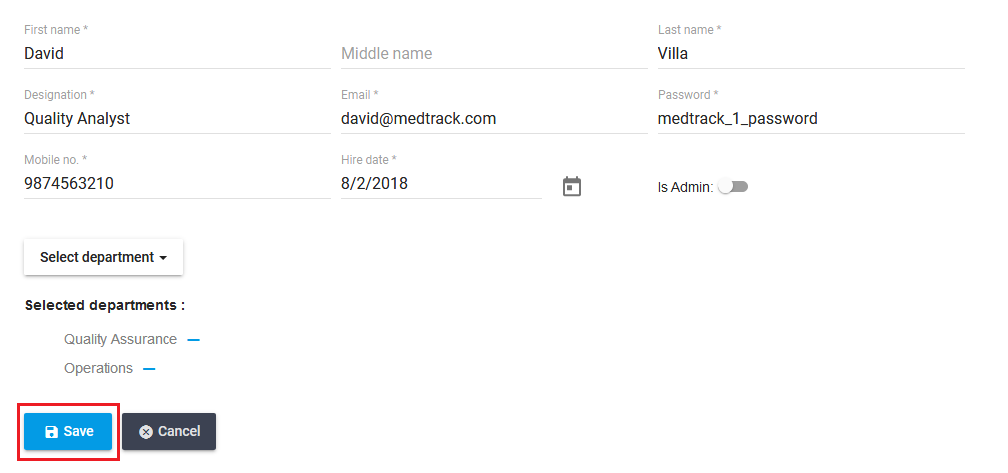 First name * Last name *
David Middle name Villa
Designation * Email * Password *
Quality Analyst david@medtrack.com medtrack_1_password
Mobile no. * Hire date *
9874563210 8/2/2018 Is Admin:
Select department
Selected departments :
Quality Assurance
Operations
Save Cancel